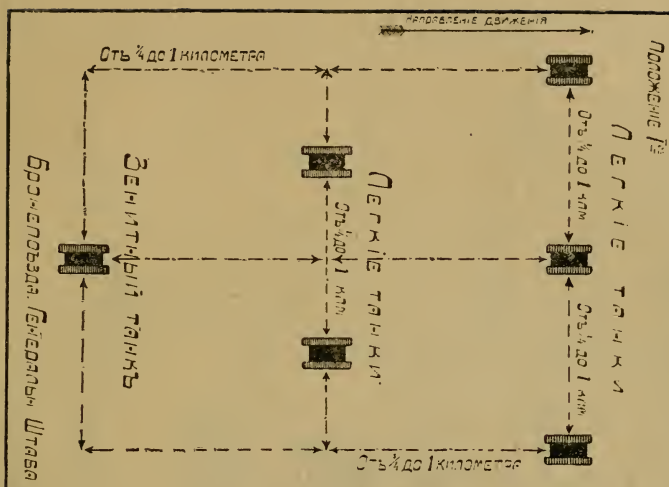 НАПРАВЛЕНІЕ ДВИЖЕНІЯ
ПОЛОЖЕНІЕ Г
ОТЪ ¼ ДО 1 КИЛОМЕТРА
ЛЕГКІЕ ТАНКИ
ОТЪ ¼ ДО 1 КЛМ
ОТЪ ¼ ДО 1 КЛМ
ЛЕГКІЕ ТАНКИ
ОТЪ ¼ ДО 1 КЛМ
ЗЕНИТНЫЙ ТАНКЪ
БРОНЕПОѢЗДА. ГЕНЕРАЛЬН ШТАБА
ОТЪ ¼ ДО 1 КИЛОМЕТРА